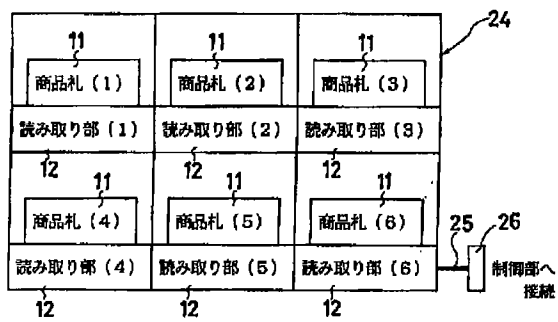 11 11 11 24
商品札 (1) 商品札 (2) 商品札 (3)
読み取り部 (1) 読み取り部 (2) 読み取り部 (3)
12 12 12
11 11 11
商品札 (4) 商品札 (5) 商品札 (6)
25 26
読み取り部 (4) 読み取り部 (5) 読み取り部 (6)
制御部へ
接続
12 12 12